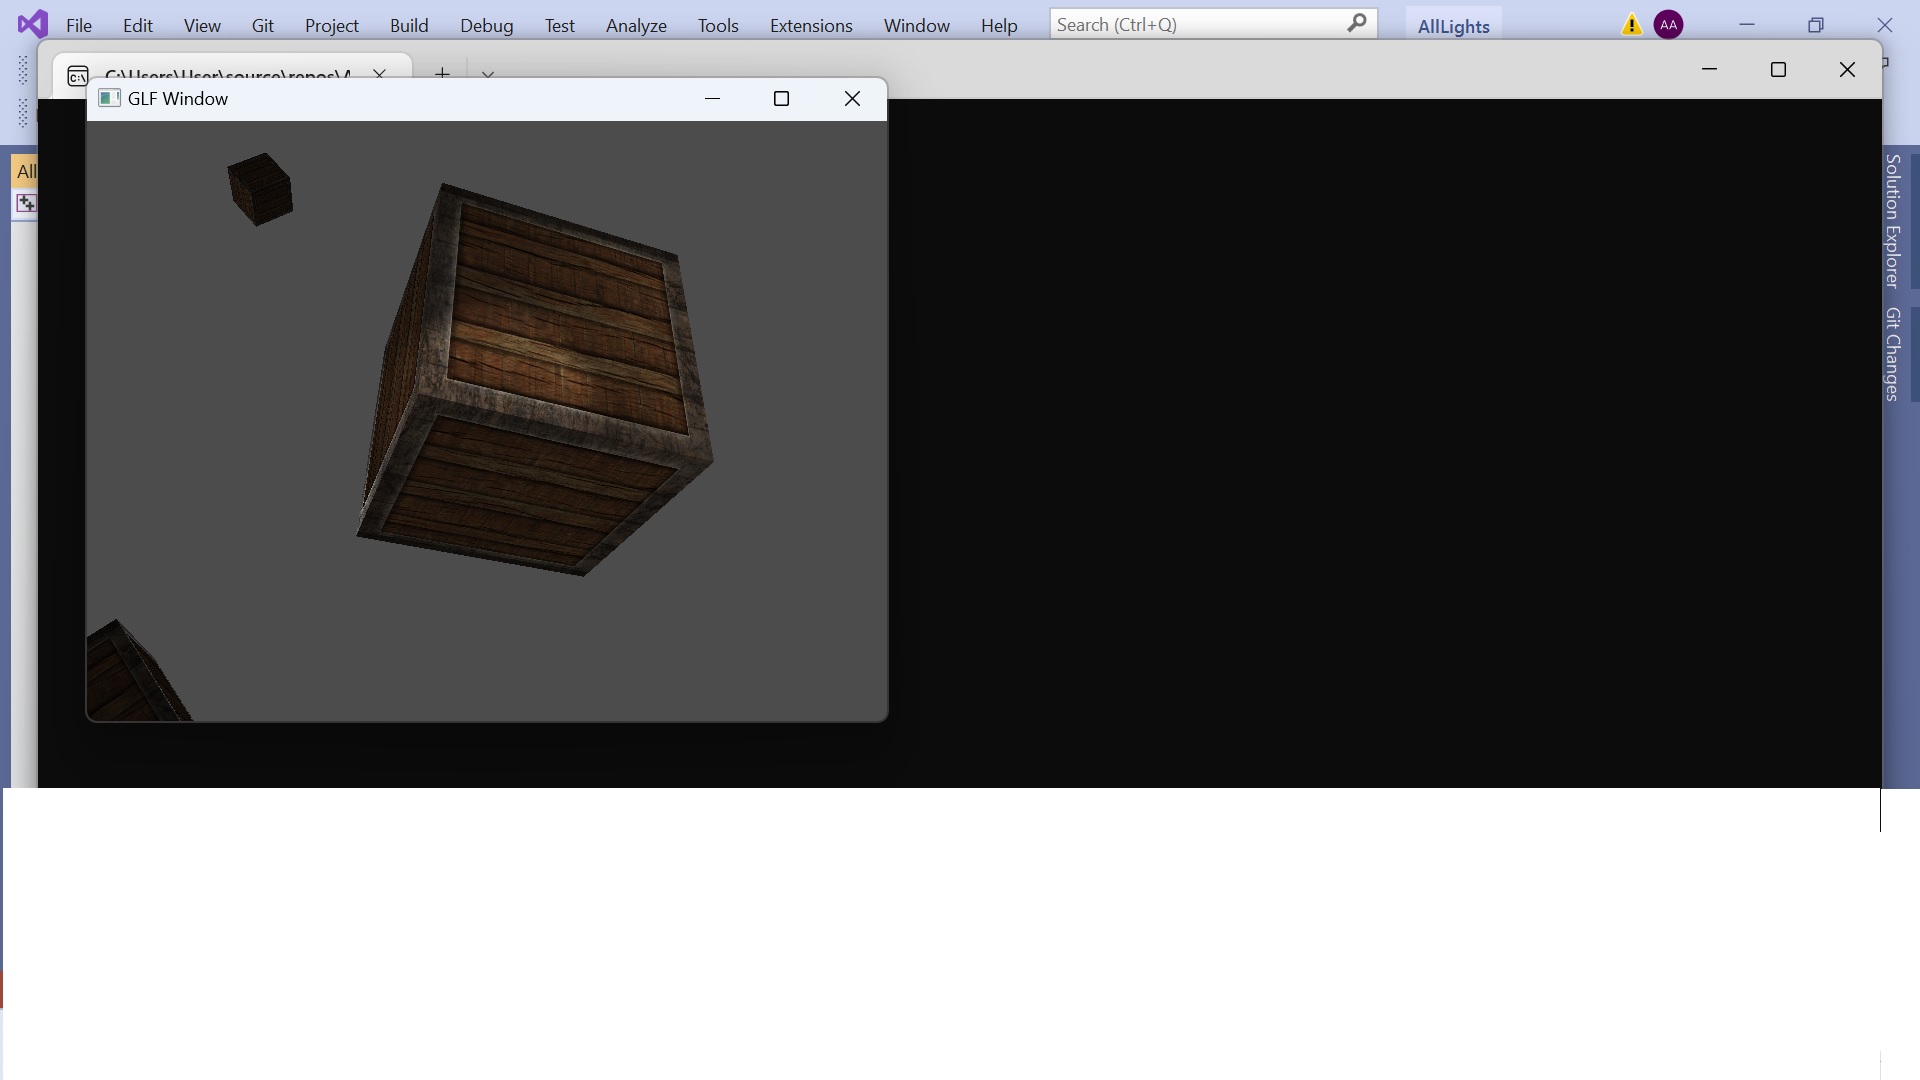 File Edit View Git Project Build Debug Test Analyze Tools Extensions Window Help Search (Ctrl+Q) AllLights AA
C:\Users\User\source\repos\
GLF Window
All
Solution Explorer
Git Changes